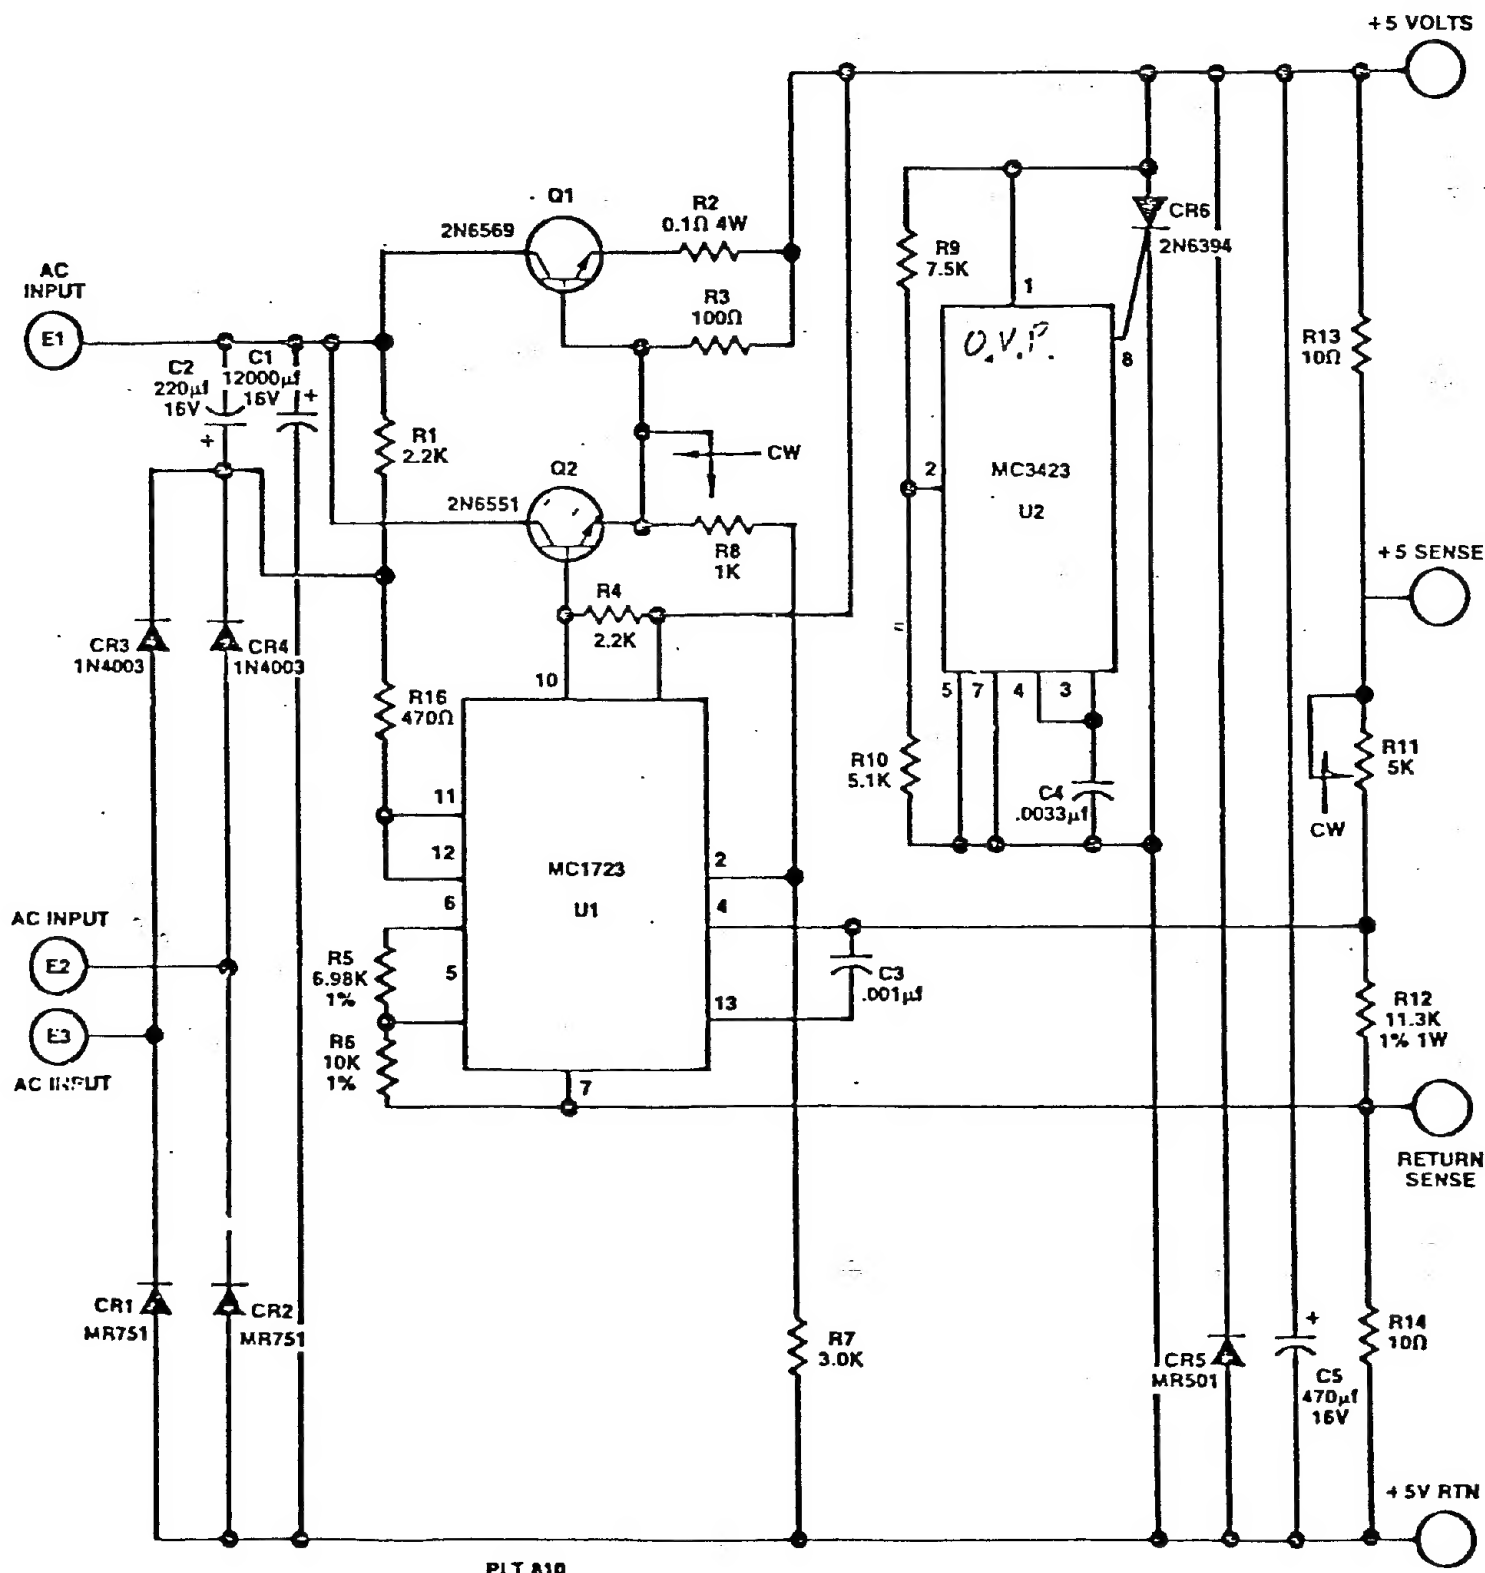 +5 VOLTS
Q1
2N6569
R2
0.1Ω 4W
CR6
2N6394
R9
7.5K
AC
INPUT
E1
R3
100Ω
1
O.V.P.
8
R13
10Ω
C2
220µf
16V
+
C1
12000µf
16V
+
R1
2.2K
CW
Q2
2N6551
R8
1K
2
MC3423
U2
+5 SENSE
R4
2.2K
CR3
1N4003
CR4
1N4003
10
5
7
4
3
R16
470Ω
R10
5.1K
C4
.0033µf
R11
5K
CW
11
12
6
5
MC1723
U1
2
4
13
7
AC INPUT
E2
E3
AC INPUT
R5
6.98K
1%
R6
10K
1%
C3
.001µf
R12
11.3K
1% 1W
RETURN
SENSE
CR1
MR751
CR2
MR751
R7
3.0K
CR5
MR501
+
C5
470µf
16V
R14
10Ω
+5V RTN
PLT 810